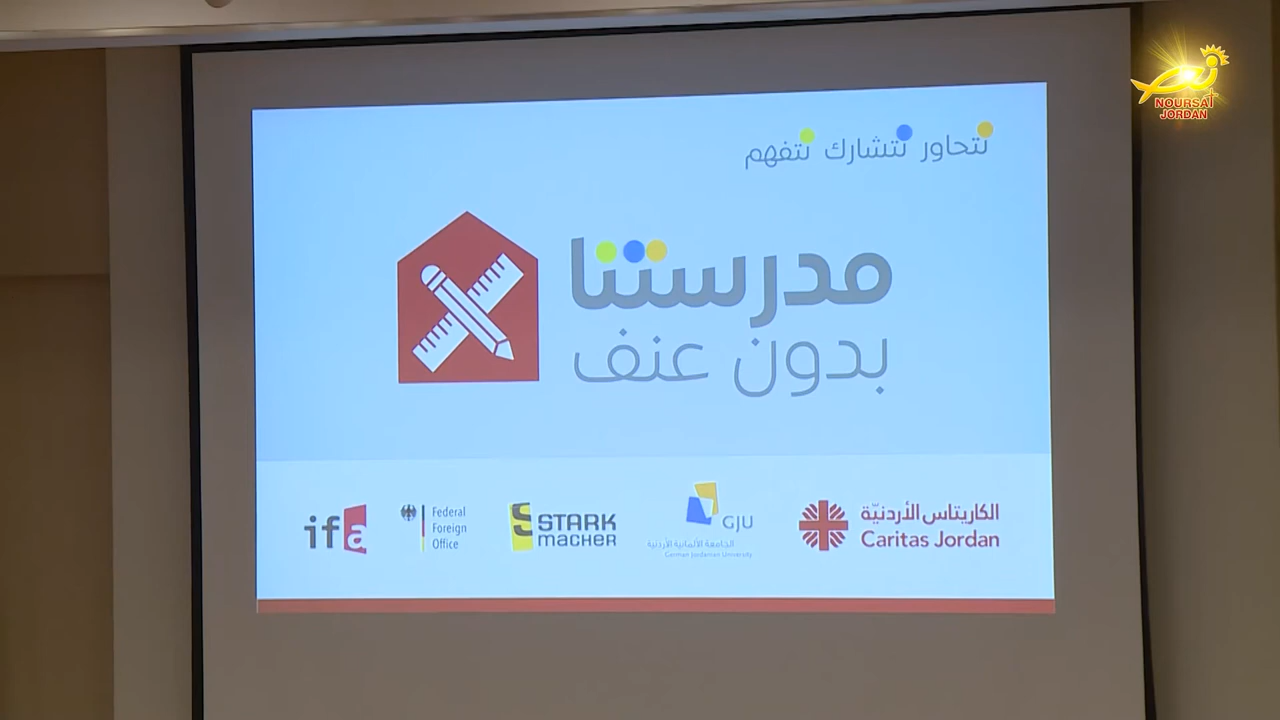 نتحاور نتشارك نتفهم
مدرستنا
بدون عنف
ifa
Federal
Foreign
Office
STARK
macher
GJU
الجامعة الألمانية الأردنية
German Jordanian University
الكاريتاس الأردنيّة
Caritas Jordan
NOURSAT
JORDAN